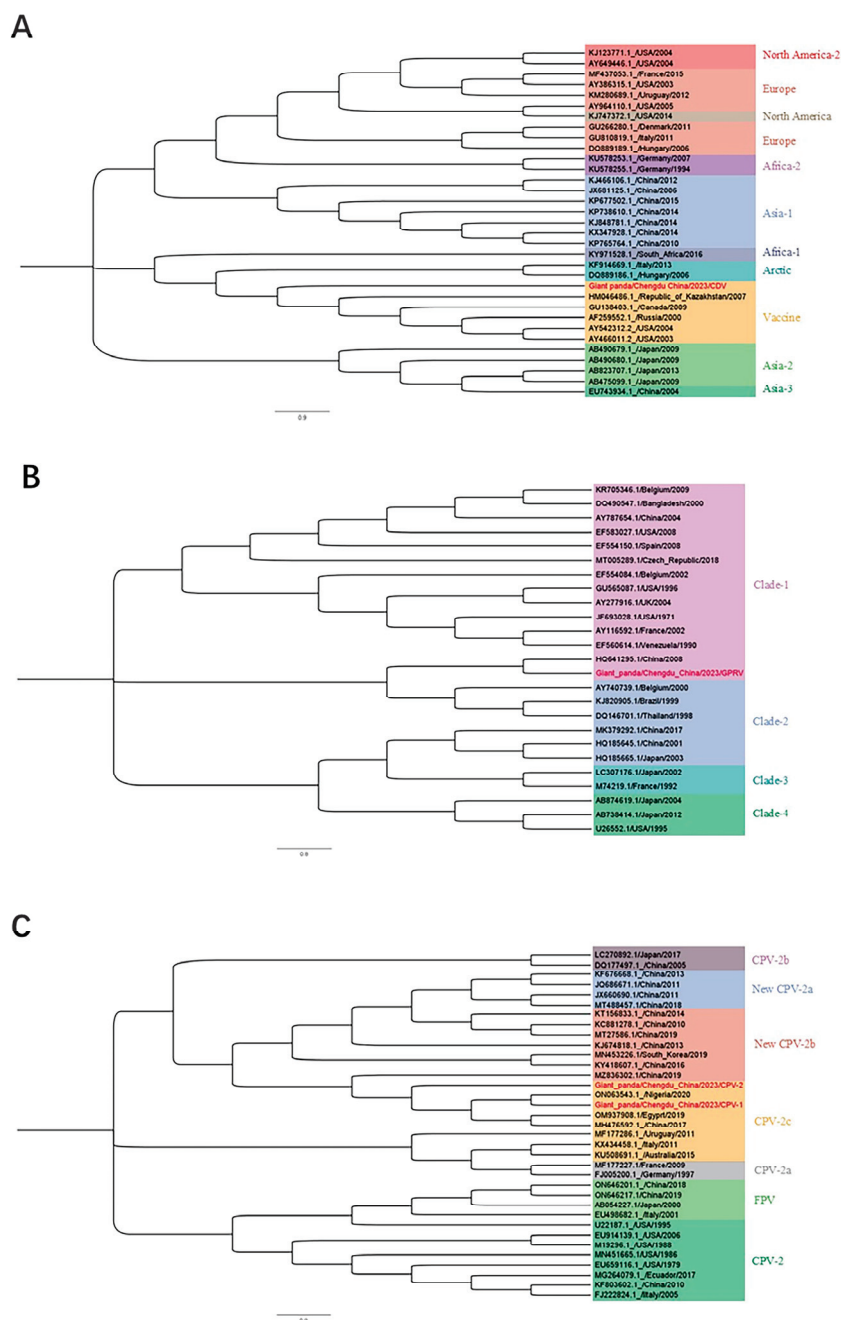 A
KJ123771.1_/USA/2004
AY649446.1_/USA/2004
North America-2
MF437053.1_/France/2015
AY386315.1_/USA/2003
KM280689.1_/Uruguay/2012
AY964110.1_/USA/2005
Europe
KJ747372.1_/USA/2014
North America
GU266280.1_/Denmark/2011
GU810819.1_/Italy/2011
DQ889189.1_/Hungary/2006
Europe
KU578253.1_/Germany/2007
KU578255.1_/Germany/1994
Africa-2
KJ466106.1_/China/2012
JX681125.1_/China/2006
KP677502.1_/China/2015
KP738610.1_/China/2014
KJ848781.1_/China/2014
KX347928.1_/China/2014
KP765764.1_/China/2010
Asia-1
KY971528.1_/South_Africa/2016
Africa-1
KF914669.1_/Italy/2013
DQ889186.1_/Hungary/2006
Arctic
Giant panda/Chengdu China/2023/CDV
HM046486.1_/Republic_of_Kazakhstan/2007
GU138403.1_/Canada/2009
AF259552.1_/Russia/2000
AY542312.2_/USA/2004
AY466011.2_/USA/2003
Vaccine
AB490679.1_/Japan/2009
AB490680.1_/Japan/2009
AB823707.1_/Japan/2013
AB475099.1_/Japan/2009
Asia-2
EU743934.1_/China/2004
Asia-3
0.9
B
KR705346.1/Belgium/2009
DQ490547.1/Bangladesh/2000
AY787654.1/China/2004
EF583027.1/USA/2008
EF554150.1/Spain/2008
MT005289.1/Czech_Republic/2018
EF554084.1/Belgium/2002
GU565087.1/USA/1996
AY277916.1/UK/2004
JF693028.1/USA/1971
AY116592.1/France/2002
EF560614.1/Venezuela/1990
HQ641295.1/China/2008
Giant_panda/Chengdu_China/2023/GPRV
Clade-1
AY740739.1/Belgium/2000
KJ820905.1/Brazil/1999
DQ146701.1/Thailand/1998
MK379292.1/China/2017
HQ185645.1/China/2001
HQ185665.1/Japan/2003
Clade-2
LC307176.1/Japan/2002
M74219.1/France/1992
Clade-3
AB874619.1/Japan/2004
AB738414.1/Japan/2012
U26552.1/USA/1995
Clade-4
C
LC270892.1/Japan/2017
DQ177497.1_/China/2005
CPV-2b
KF676668.1_/China/2013
JQ686671.1/China/2011
JX660690.1/China/2011
MT488457.1/China/2018
New CPV-2a
KT156833.1_/China/2014
KC881278.1_/China/2010
MT27586.1/China/2019
KJ674818.1_/China/2013
MN453226.1/South_Korea/2019
KY418607.1_/China/2016
MZ836302.1/China/2019
New CPV-2b
Giant_panda/Chengdu_China/2023/CPV-2
ON063543.1_/Nigeria/2020
Giant_panda/Chengdu_China/2023/CPV-1
OM937908.1/Egypt/2019
MH476592.1_/China/2017
MF177286.1_/Uruguay/2011
KX434458.1_/Italy/2011
KU508691.1_/Australia/2015
CPV-2c
MF177227.1/France/2009
FJ005200.1_/Germany/1997
CPV-2a
ON646201.1_/China/2018
ON646217.1/China/2019
AB054227.1/Japan/2000
EU498682.1_/Italy/2001
FPV
U22187.1_/USA/1995
EU914139.1_/USA/2006
M19296.1_/USA/1988
MN451665.1_/USA/1986
EU659116.1_/USA/1979
MG264079.1_/Ecuador/2017
KF803602.1_/China/2010
FJ222824.1_/Italy/2005
CPV-2